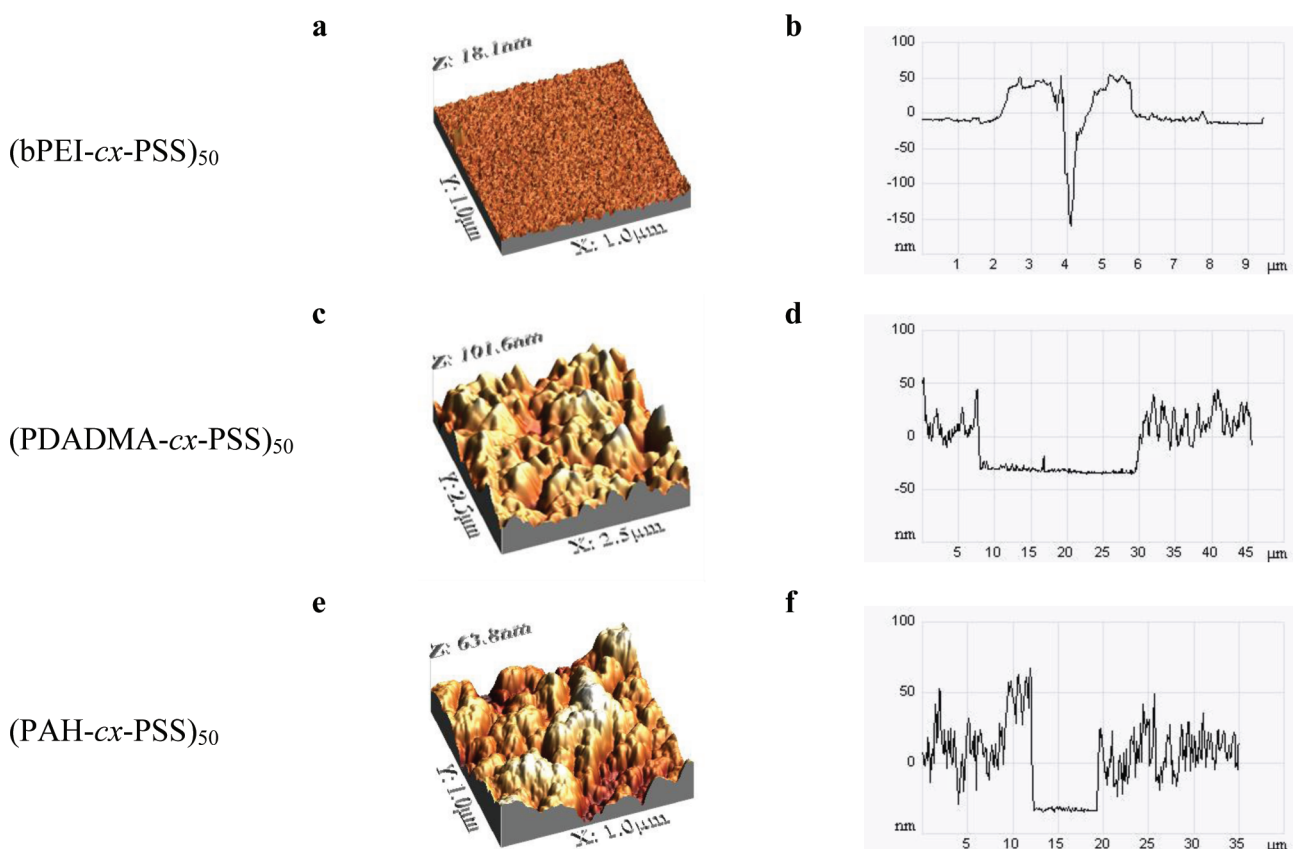 a
b
(bPEI-cx-PSS)50
Z: 18.1nm
Y: 1.0μm
X: 1.0μm
100
50
0
-50
-100
-150
nm
1 2 3 4 5 6 7 8 9 μm
c
d
(PDADMA-cx-PSS)50
Z: 101.6nm
Y: 2.5μm
X: 2.5μm
100
50
0
-50
nm
5 10 15 20 25 30 35 40 45 μm
e
f
(PAH-cx-PSS)50
Z: 63.8nm
Y: 1.0μm
X: 1.0μm
100
50
0
nm
5 10 15 20 25 30 35 μm